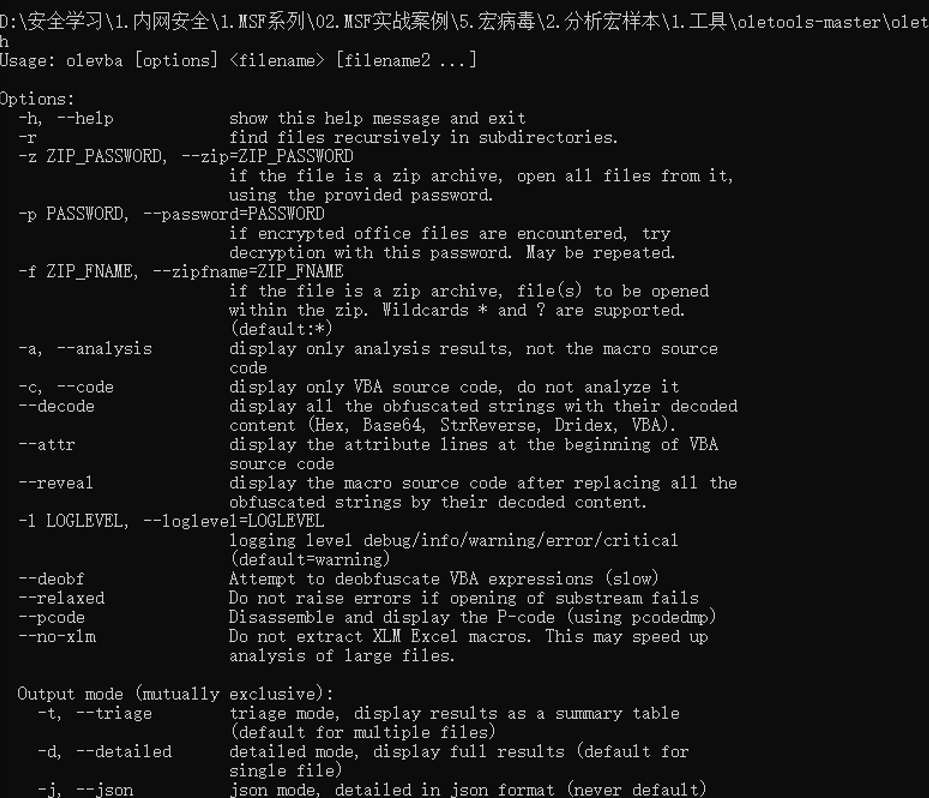 D:\安全学习\1.内网安全\1.MSF系列\02.MSF实战案例\5.宏病毒\2.分析宏样本\1.工具\oletools-master\olet
h
Usage: olevba [options] <filename> [filename2 ...]
Options:
-h, --help show this help message and exit
-r find files recursively in subdirectories.
-z ZIP_PASSWORD, --zip=ZIP_PASSWORD
if the file is a zip archive, open all files from it,
using the provided password.
-p PASSWORD, --password=PASSWORD
if encrypted office files are encountered, try
decryption with this password. May be repeated.
-f ZIP_FNAME, --zipfname=ZIP_FNAME
if the file is a zip archive, file(s) to be opened
within the zip. Wildcards * and ? are supported.
(default:*)
-a, --analysis display only analysis results, not the macro source
code
-c, --code display only VBA source code, do not analyze it
--decode display all the obfuscated strings with their decoded
content (Hex, Base64, StrReverse, Dridex, VBA).
--attr display the attribute lines at the beginning of VBA
source code
--reveal display the macro source code after replacing all the
obfuscated strings by their decoded content.
-l LOGLEVEL, --loglevel=LOGLEVEL
logging level debug/info/warning/error/critical
(default=warning)
--deobf Attempt to deobfuscate VBA expressions (slow)
--relaxed Do not raise errors if opening of substream fails
--pcode Disassemble and display the P-code (using pcodedmp)
--no-xlm Do not extract XLM Excel macros. This may speed up
analysis of large files.
Output mode (mutually exclusive):
-t, --triage triage mode, display results as a summary table
(default for multiple files)
-d, --detailed detailed mode, display full results (default for
single file)
-j, --json json mode, detailed in json format (never default)